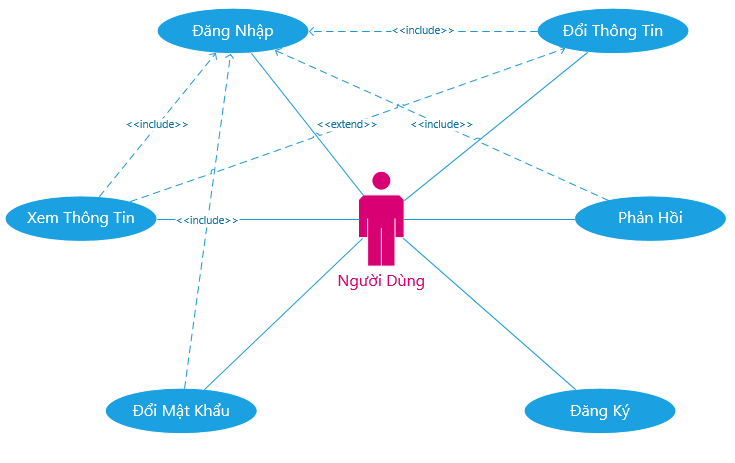 Đăng Nhập
<<include>>
Đổi Thông Tin
<<include>>
<<extend>>
<<include>>
Xem Thông Tin
<<include>>
Phản Hồi
Người Dùng
Đổi Mật Khẩu
Đăng Ký